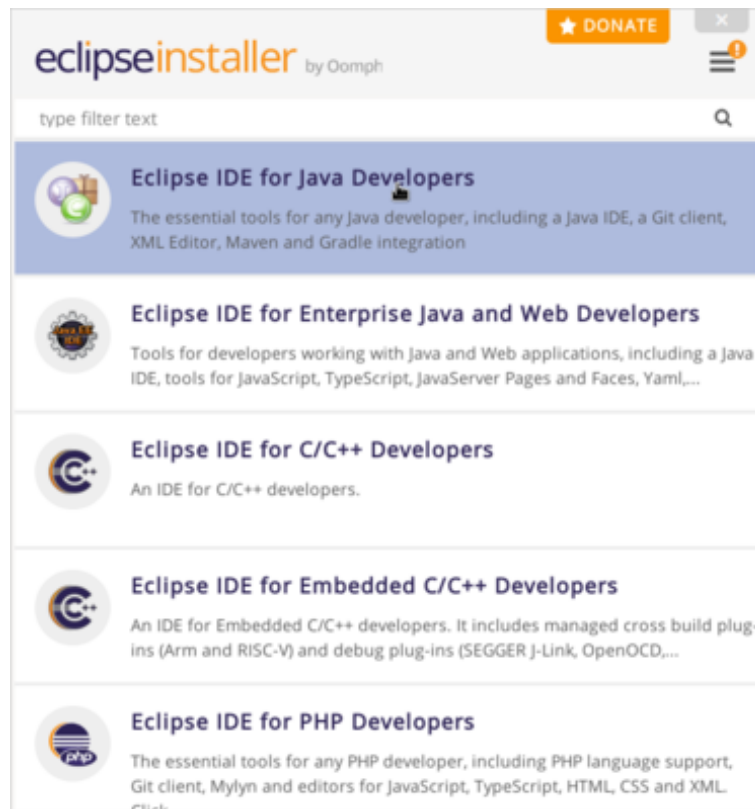 DONATE
eclipseinstaller by Oomph
type filter text
Eclipse IDE for Java Developers
The essential tools for any Java developer, including a Java IDE, a Git client,
XML Editor, Maven and Gradle integration
Eclipse IDE for Enterprise Java and Web Developers
Tools for developers working with Java and Web applications, including a Java
IDE, tools for JavaScript, TypeScript, JavaServer Pages and Faces, Yaml,...
Eclipse IDE for C/C++ Developers
An IDE for C/C++ developers.
Eclipse IDE for Embedded C/C++ Developers
An IDE for Embedded C/C++ developers. It includes managed cross build plug-
ins (Arm and RISC-V) and debug plug-ins (SEGGER J-Link, OpenOCD,...
Eclipse IDE for PHP Developers
php
The essential tools for any PHP developer, including PHP language support,
Git client, Mylyn and editors for JavaScript, TypeScript, HTML, CSS and XML.